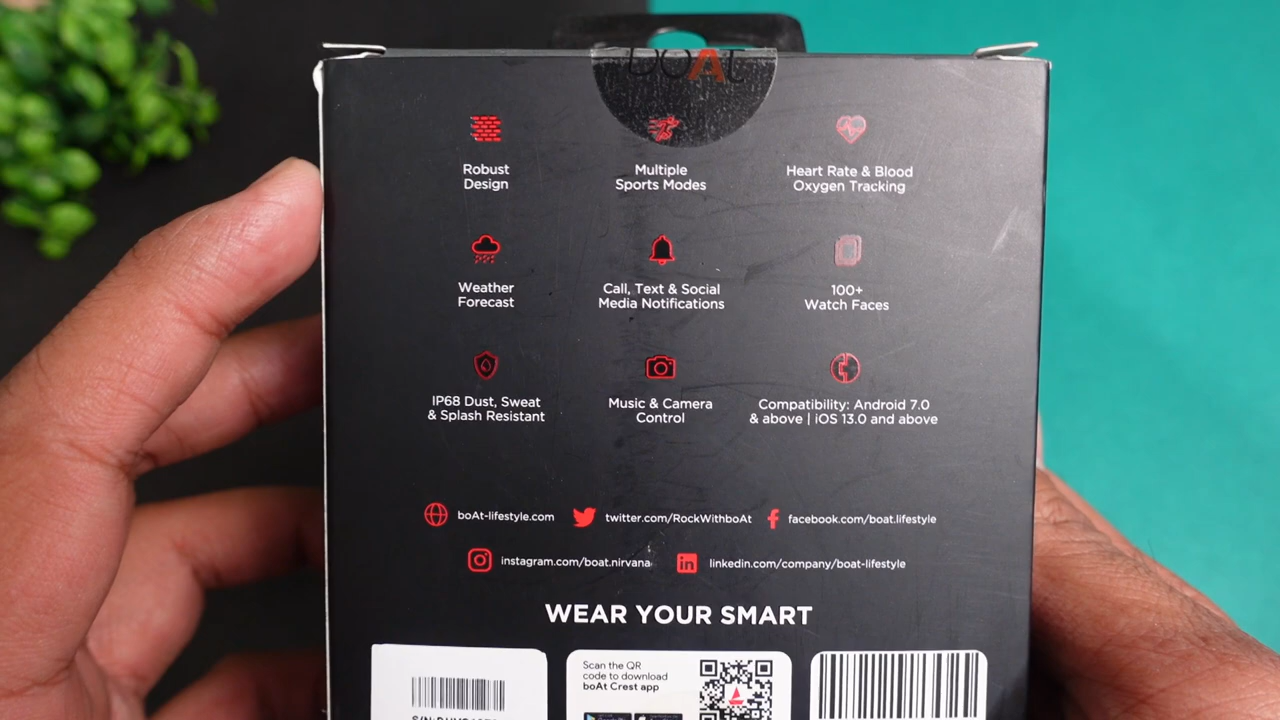 boAt
Robust
Design
Multiple
Sports Modes
Heart Rate & Blood
Oxygen Tracking
Weather
Forecast
Call, Text & Social
Media Notifications
100+
Watch Faces
IP68 Dust, Sweat
& Splash Resistant
Music & Camera
Control
Compatibility: Android 7.0
& above | iOS 13.0 and above
boAt-lifestyle.com
twitter.com/RockWithboAt
facebook.com/boat.lifestyle
instagram.com/boat.nirvana
linkedin.com/company/boat-lifestyle
WEAR YOUR SMART
Scan the QR
code to download
boAt Crest app